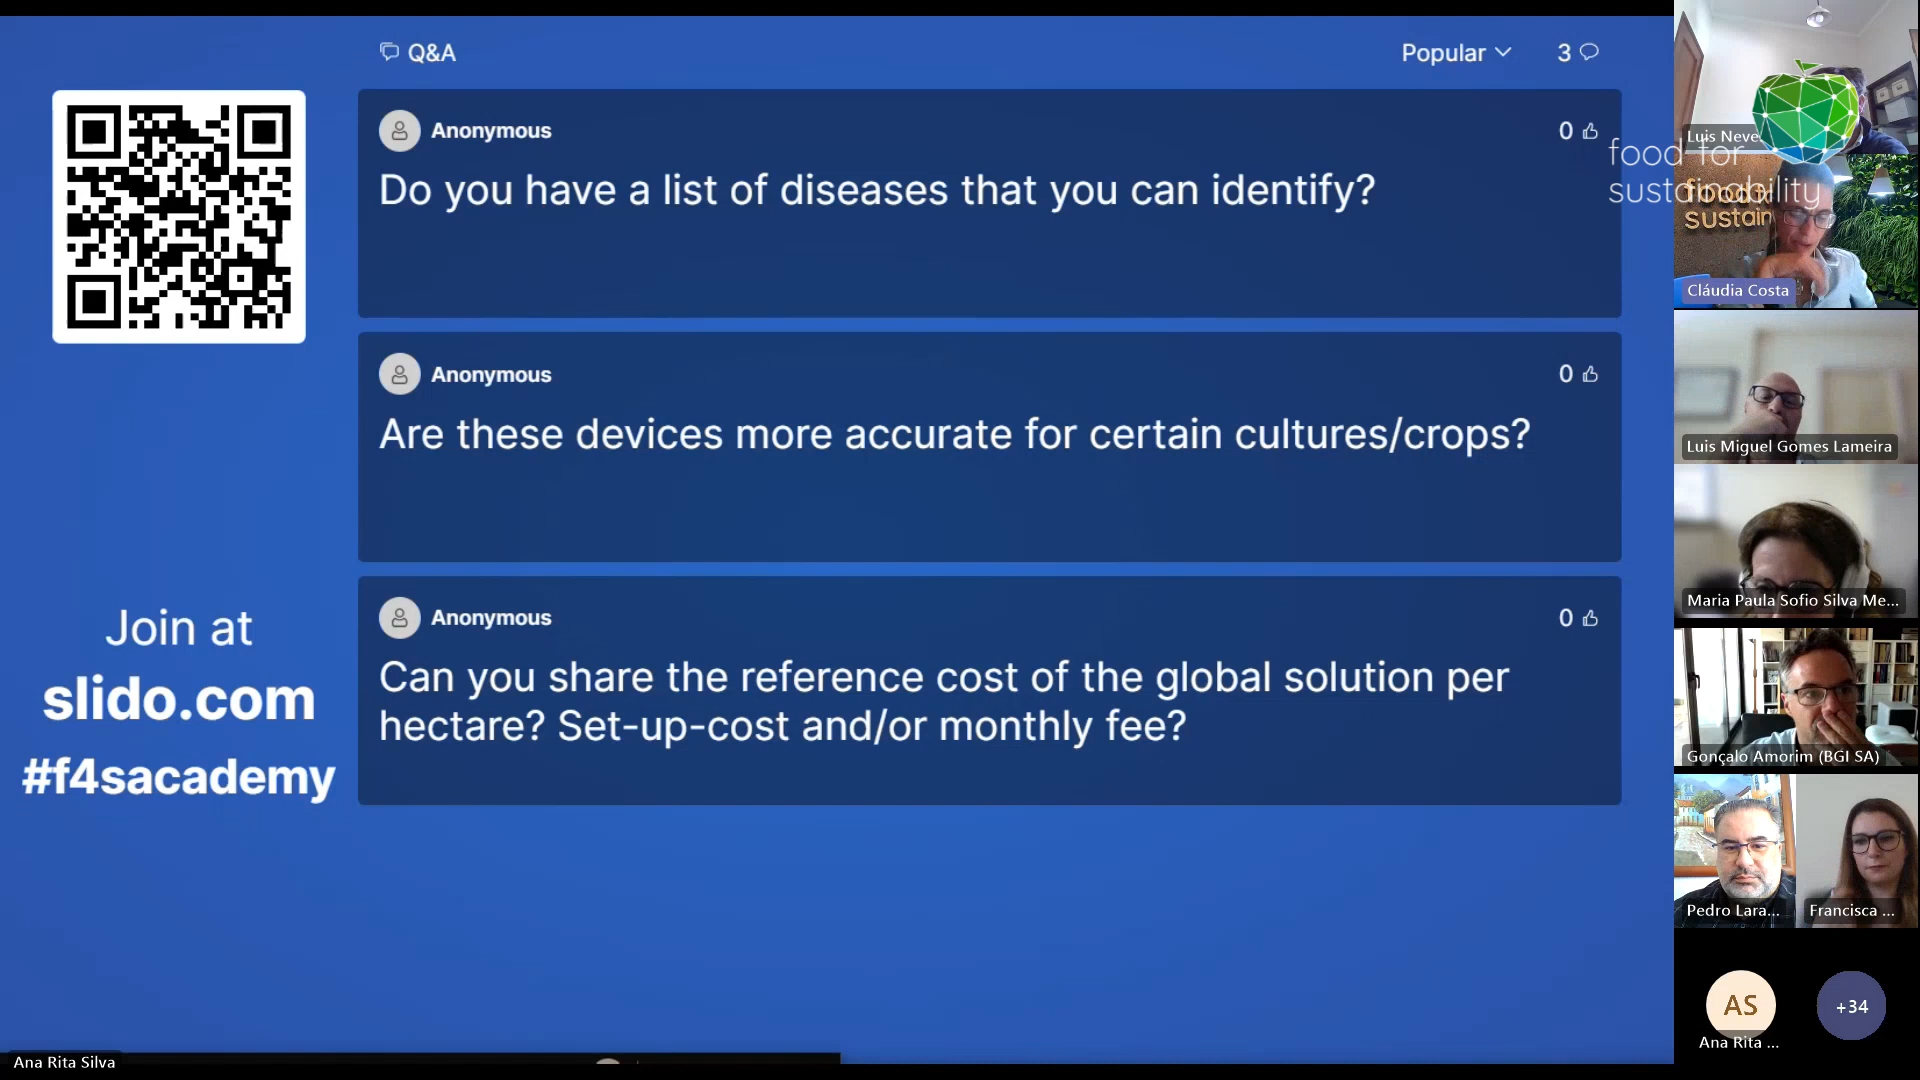 Q&A
Popular
3
Anonymous
0
Do you have a list of diseases that you can identify?
Anonymous
0
Are these devices more accurate for certain cultures/crops?
Anonymous
0
Can you share the reference cost of the global solution per
hectare? Set-up-cost and/or monthly fee?
Join at
slido.com
#f4sacademy
Ana Rita Silva
food for
sustainability
Luis Neve
sustain
Cláudia Costa
Luis Miguel Gomes Lameira
Maria Paula Sofio Silva Me...
Gonçalo Amorim (BGI SA)
Pedro Lara...
Francisca ...
AS
Ana Rita ...
+34